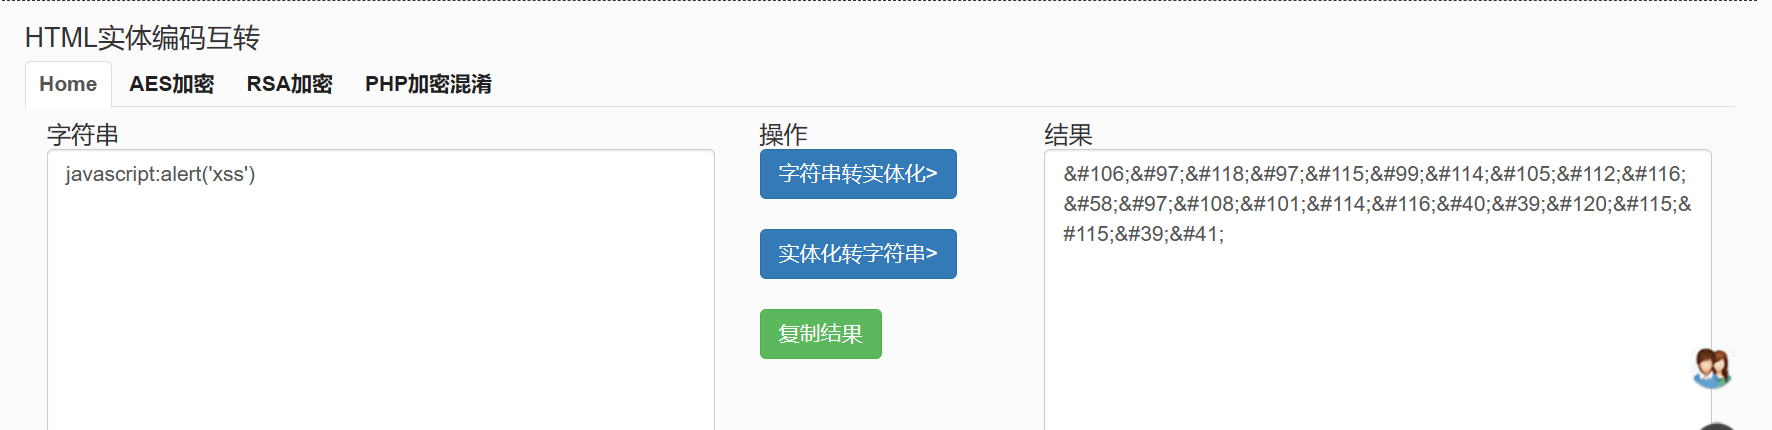 HTML实体编码互转
Home AES加密 RSA加密 PHP加密混淆
字符串
javascript:alert('xss')
操作
字符串转实体化>
实体化转字符串>
复制结果
结果
&#106;&#97;&#118;&#97;&#115;&#99;&#114;&#105;&#112;&#116;
&#58;&#97;&#108;&#101;&#114;&#116;&#40;&#39;&#120;&#115;&
#115;&#39;&#41;